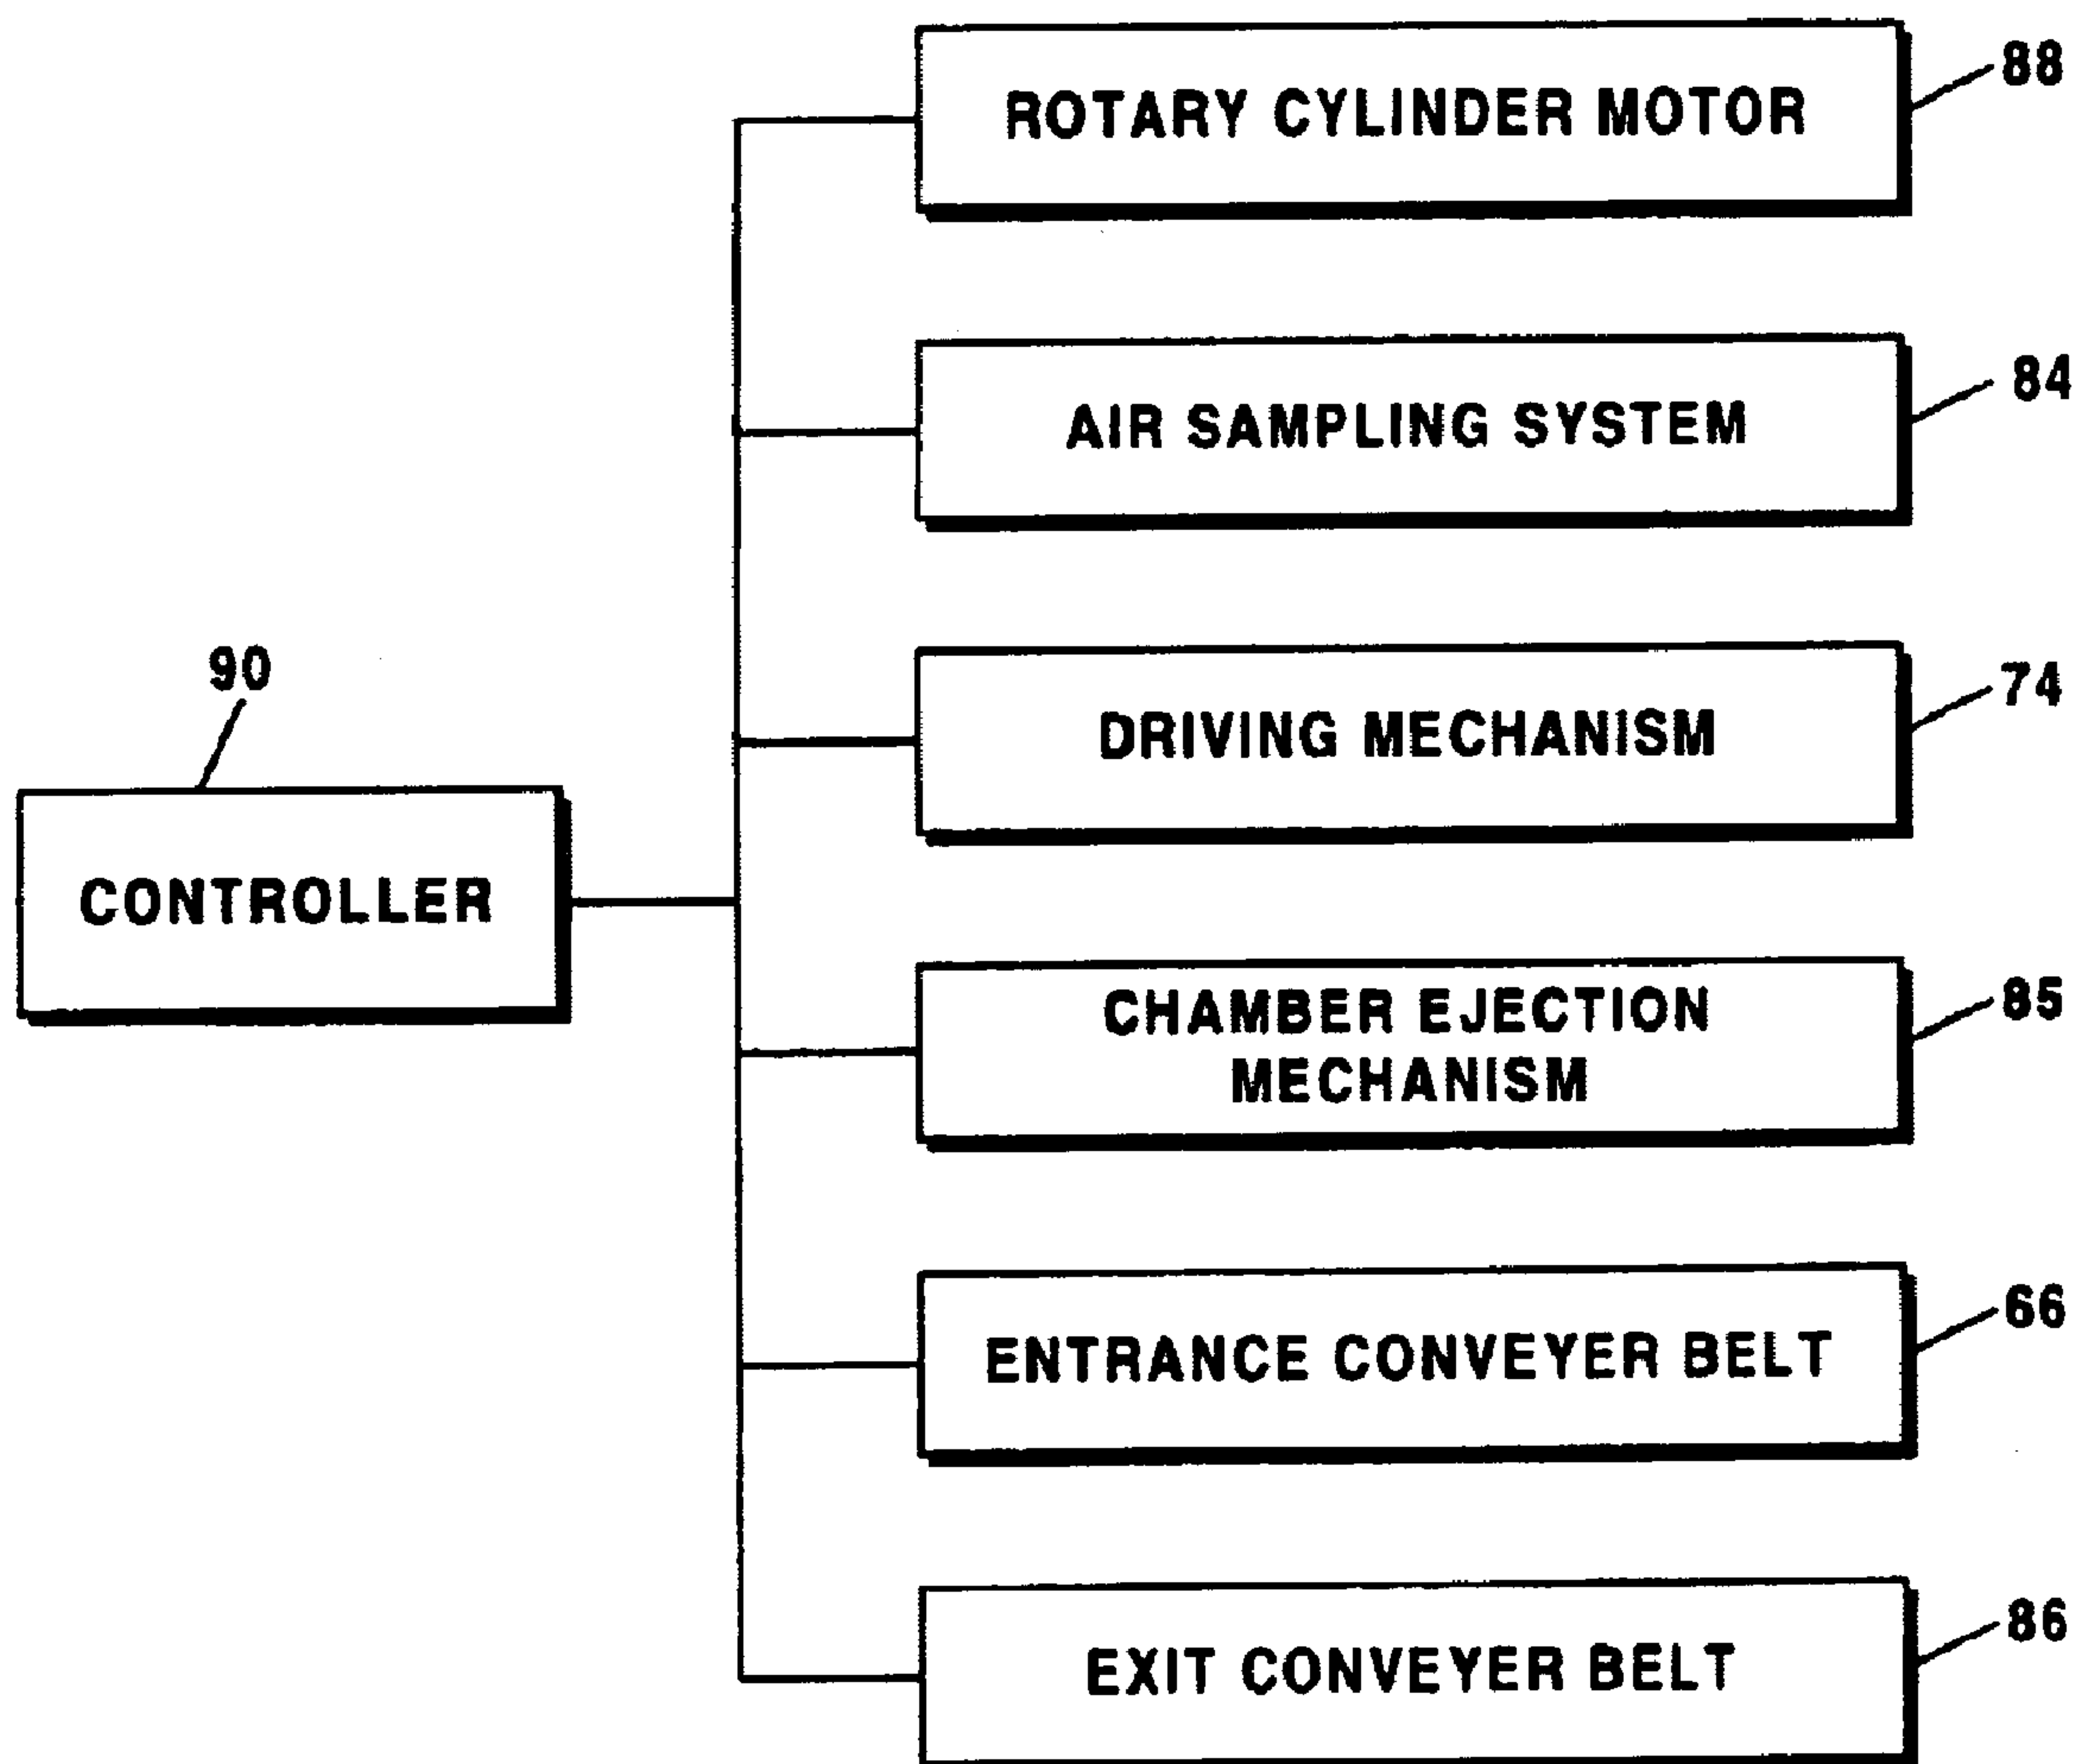 ROTARY CYLINDER MOTOR
88
AIR SAMPLING SYSTEM
84
DRIVING MECHANISM
74
90
CONTROLLER
CHAMBER EJECTION
MECHANISM
85
ENTRANCE CONVEYER BELT
66
EXIT CONVEYER BELT
86